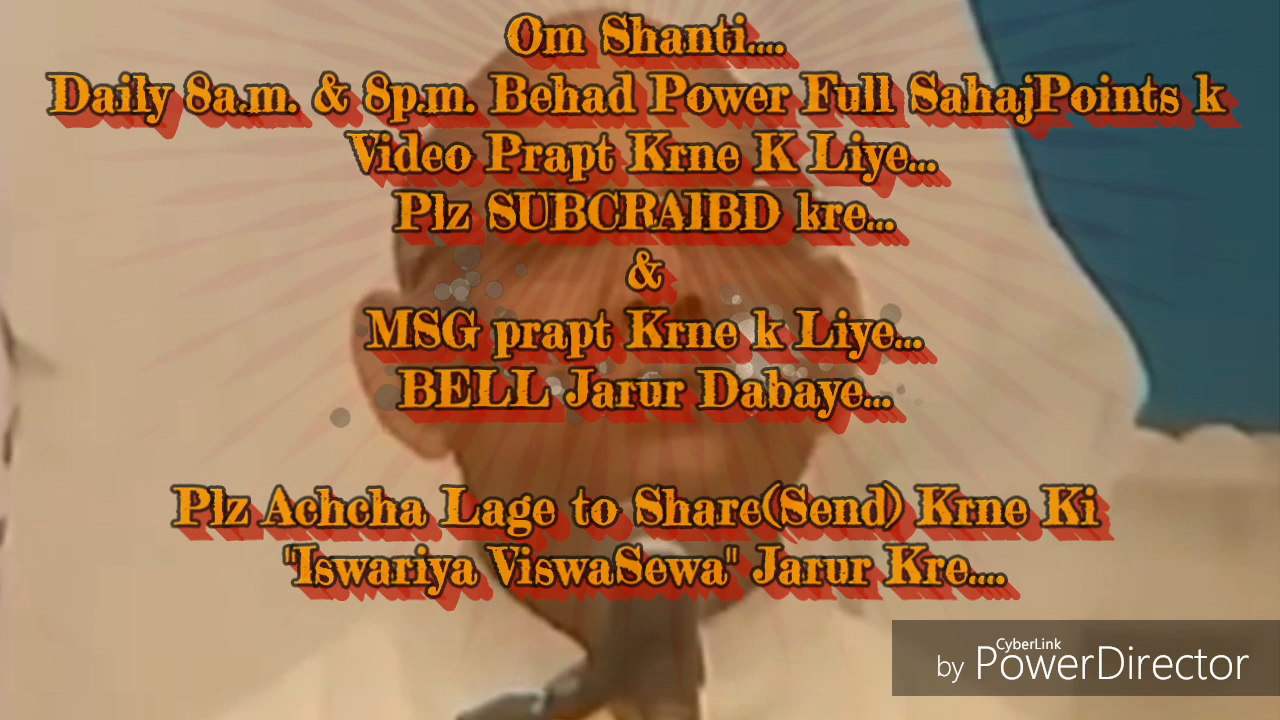 Om Shanti....
Daily 8a.m. & 8p.m. Behad Power Full SahajPoints k
Video Prapt Krne K Liye...
Plz SUBCRAIBD kre...
&
MSG prapt Krne k Liye...
BELL Jarur Dabaye...
Plz Achcha Lage to Share(Send) Krne Ki
"Iswariya ViswaSewa" Jarur Kre....
CyberLink
by PowerDirector